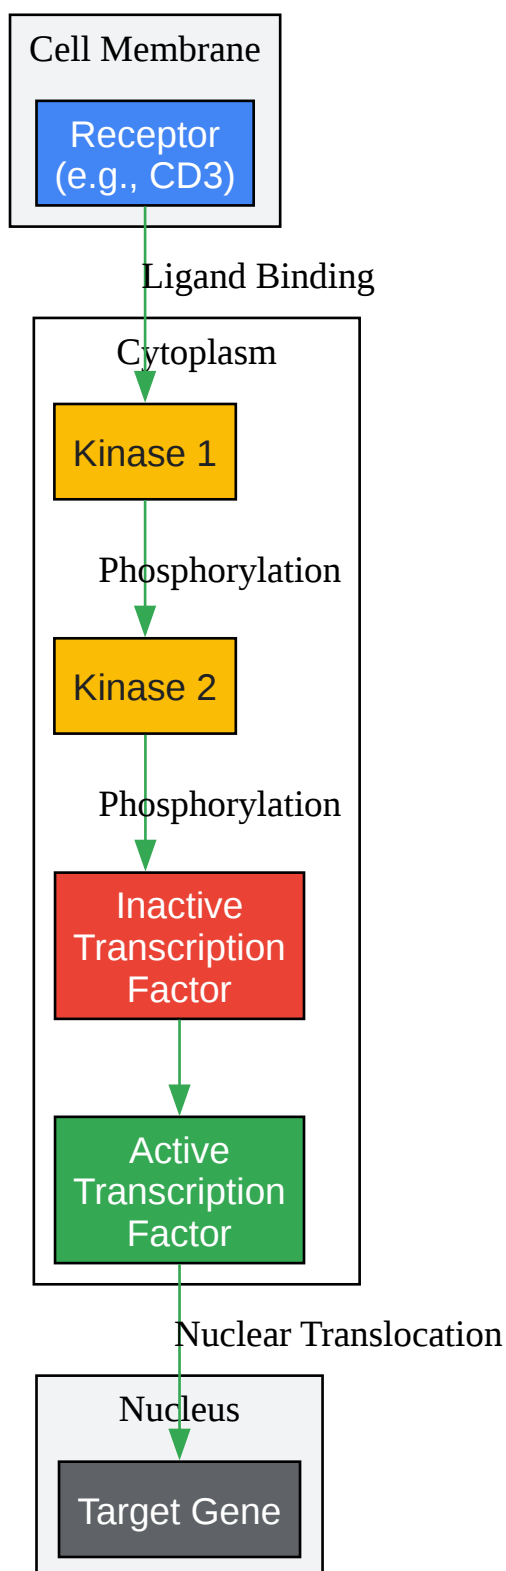 Cell Membrane
Receptor
(e.g., CD3)
Ligand Binding
Cytoplasm
Kinase 1
Phosphorylation
Kinase 2
Phosphorylation
Inactive
Transcription
Factor
Active
Transcription
Factor
Nuclear Translocation
Nucleus
Target Gene